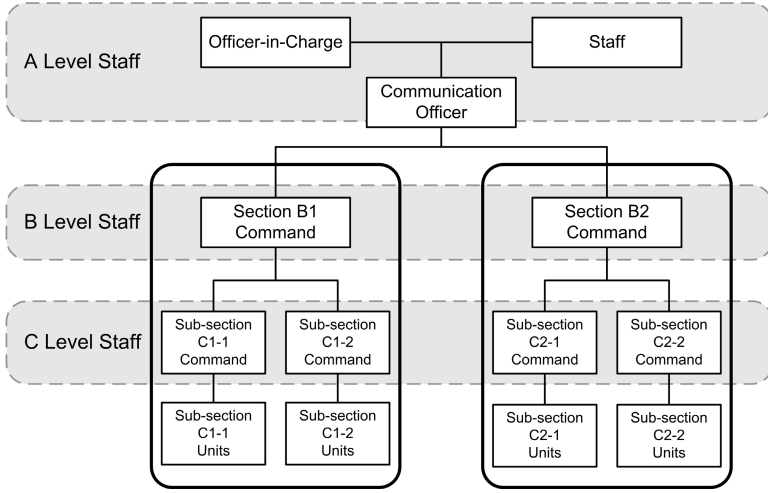 A Level Staff
Officer-in-Charge
Staff
Communication
Officer
B Level Staff
Section B1
Command
Section B2
Command
C Level Staff
Sub-section
C1-1
Command
Sub-section
C1-2
Command
Sub-section
C2-1
Command
Sub-section
C2-2
Command
Sub-section
C1-1
Units
Sub-section
C1-2
Units
Sub-section
C2-1
Units
Sub-section
C2-2
Units